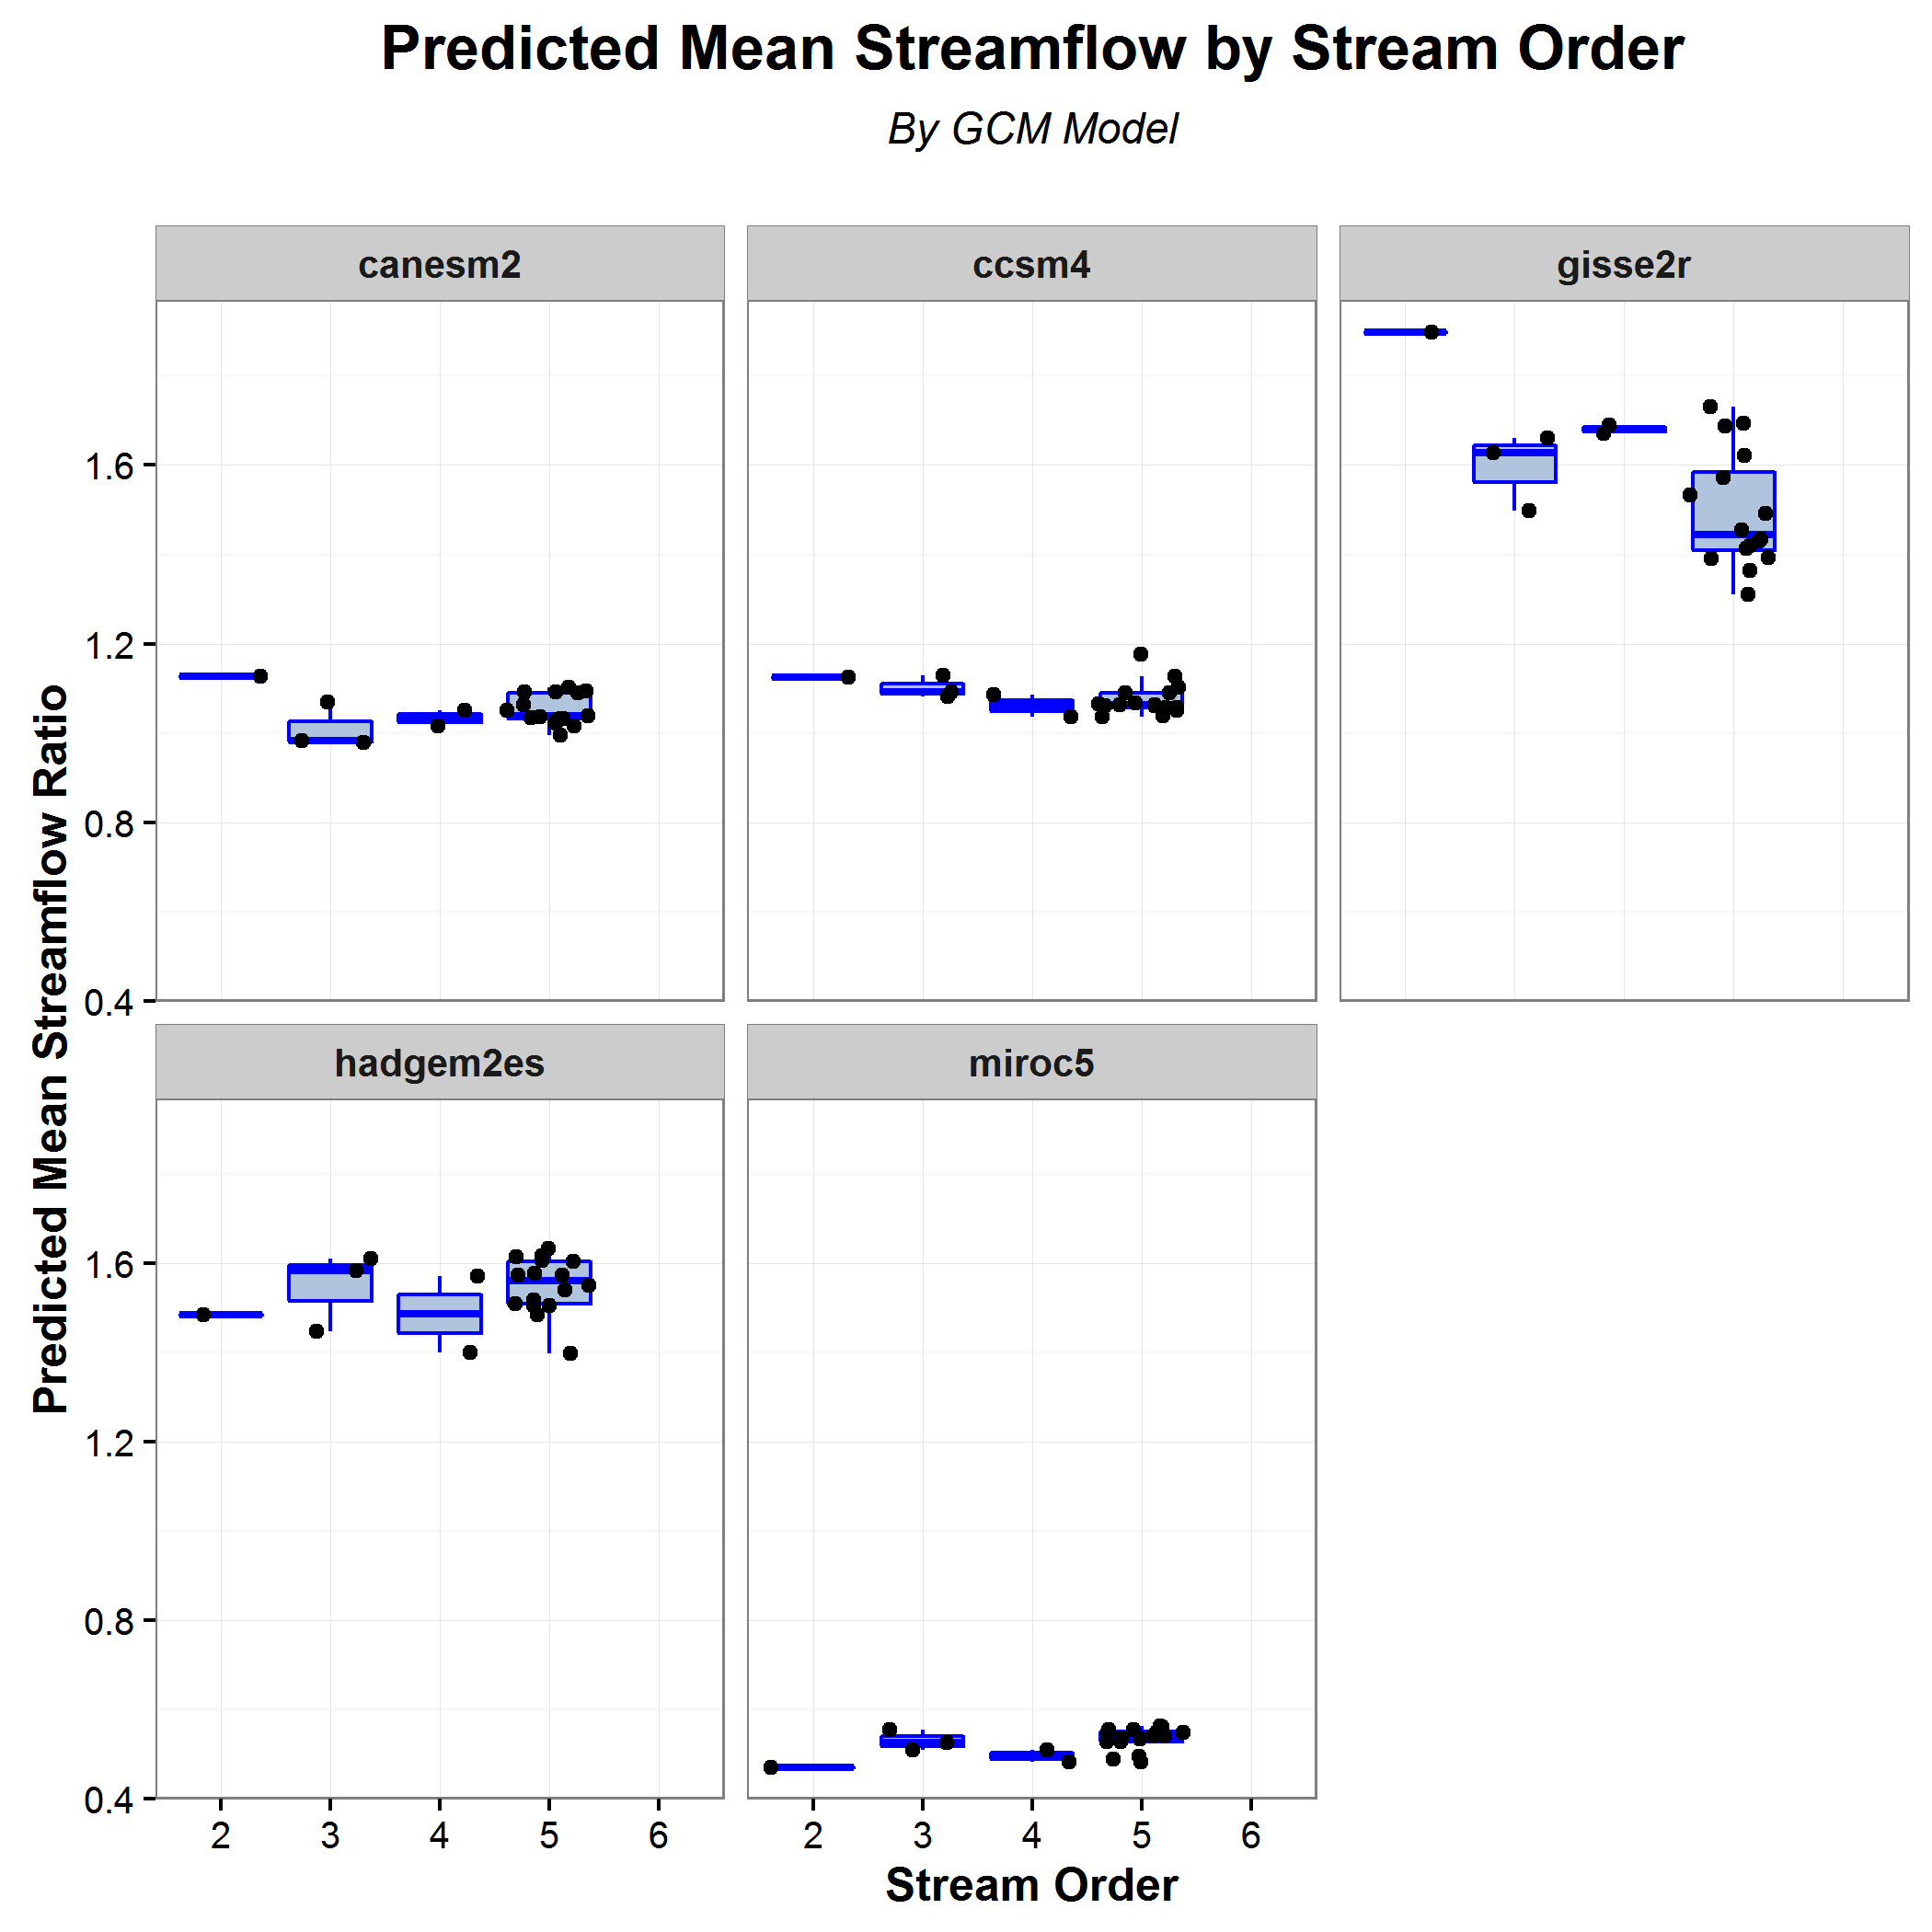 Predicted Mean Streamflow by Stream Order
By GCM Model
canesm2
ccsm4
gisse2r
1.6
1.2
0.8
0.4
Predicted Mean Streamflow Ratio
hadgem2es
miroc5
1.6
1.2
0.8
0.4
2 3 4 5 6
2 3 4 5 6
Stream Order